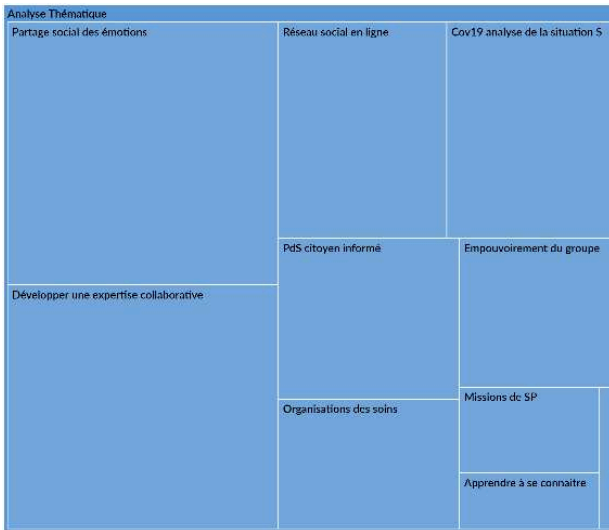 Analyse Thématique
Partage social des émotions
Réseau social en ligne
Cov19 analyse de la situation S
PdS citoyen informé
Empouvoirement du groupe
Développer une expertise collaborative
Missions de SP
Organisations des soins
Apprendre à se connaitre